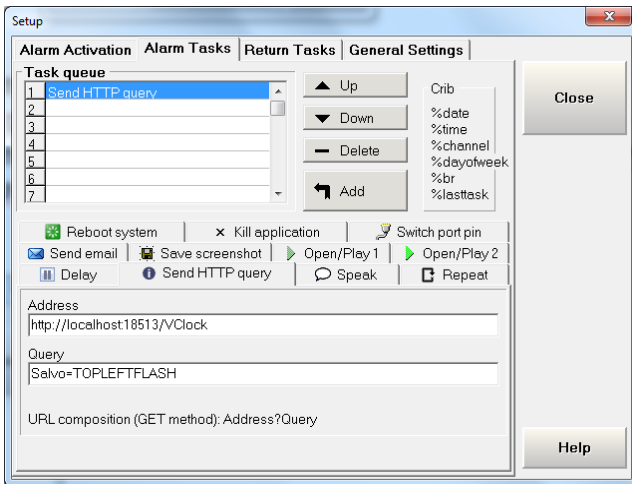 Setup
Alarm Activation Alarm Tasks Return Tasks General Settings
Task queue
1 Send HTTP query
2
3
4
5
6
7
Up
Down
Delete
Add
Crib
%date
%time
%channel
%dayofweek
%br
%lasttask
Close
Reboot system Kill application Switch port pin
Send email Save screenshot Open/Play 1 Open/Play 2
Delay Send HTTP query Speak Repeat
Address
http://localhost:18513/VClock
Query
Salvo=TOPLEFTFLASH
URL composition (GET method): Address?Query
Help